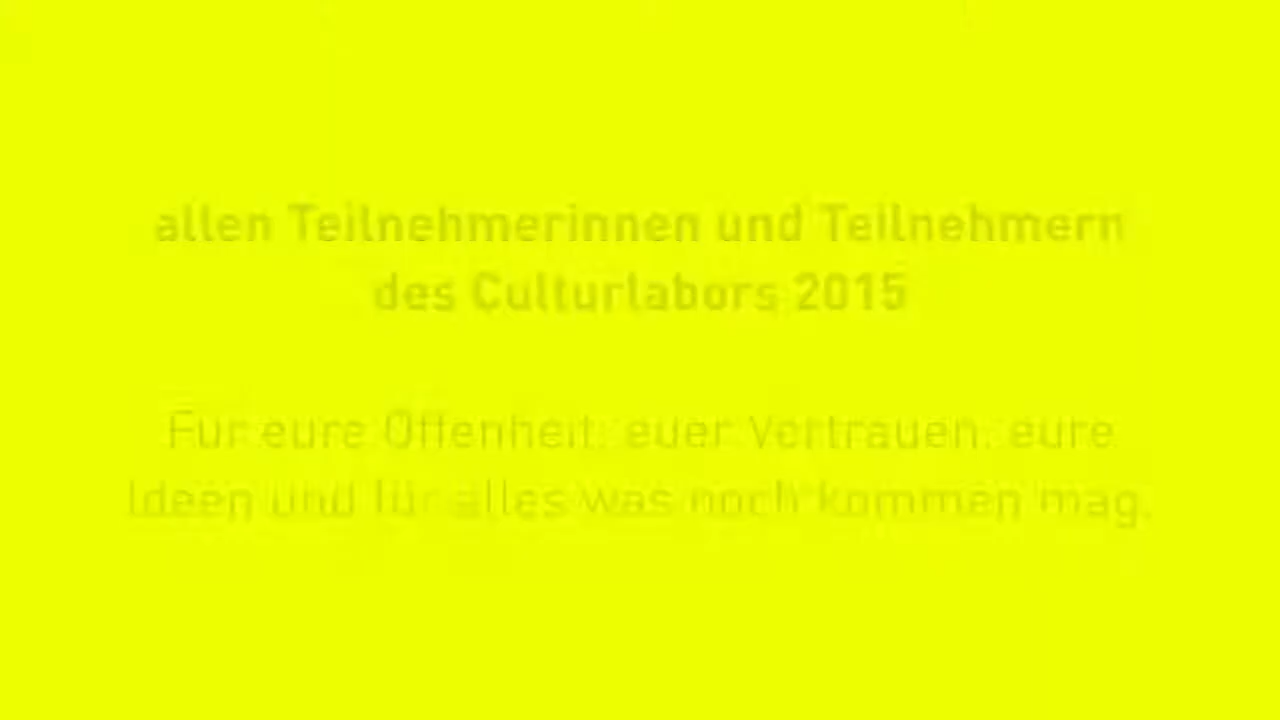 allen Teilnehmerinnen und Teilnehmern
des Culturlabors 2015
Für eure Offenheit, euer Vertrauen, eure
Ideen und für alles was noch kommen mag.